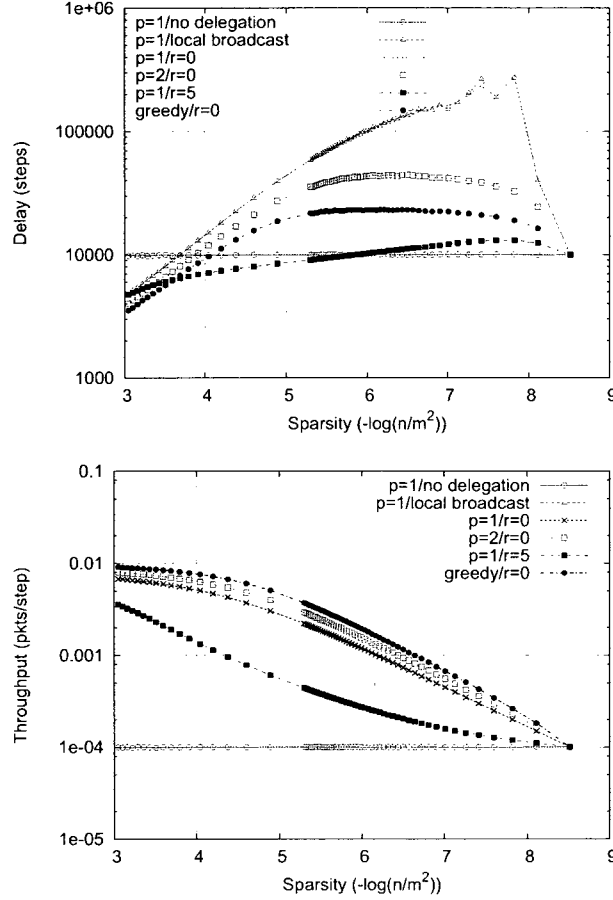 1e+06
100000
10000
1000
Delay (steps)
p=1/no delegation
p=1/local broadcast
p=1/r=0
p=2/r=0
p=1/r=5
greedy/r=0
3 4 5 6 7 8 9
Sparsity (-log(n/m²))
0.1
0.01
0.001
1e-04
1e-05
Throughput (pkts/step)
p=1/no delegation
p=1/local broadcast
p=1/r=0
p=2/r=0
p=1/r=5
greedy/r=0
3 4 5 6 7 8 9
Sparsity (-log(n/m²))